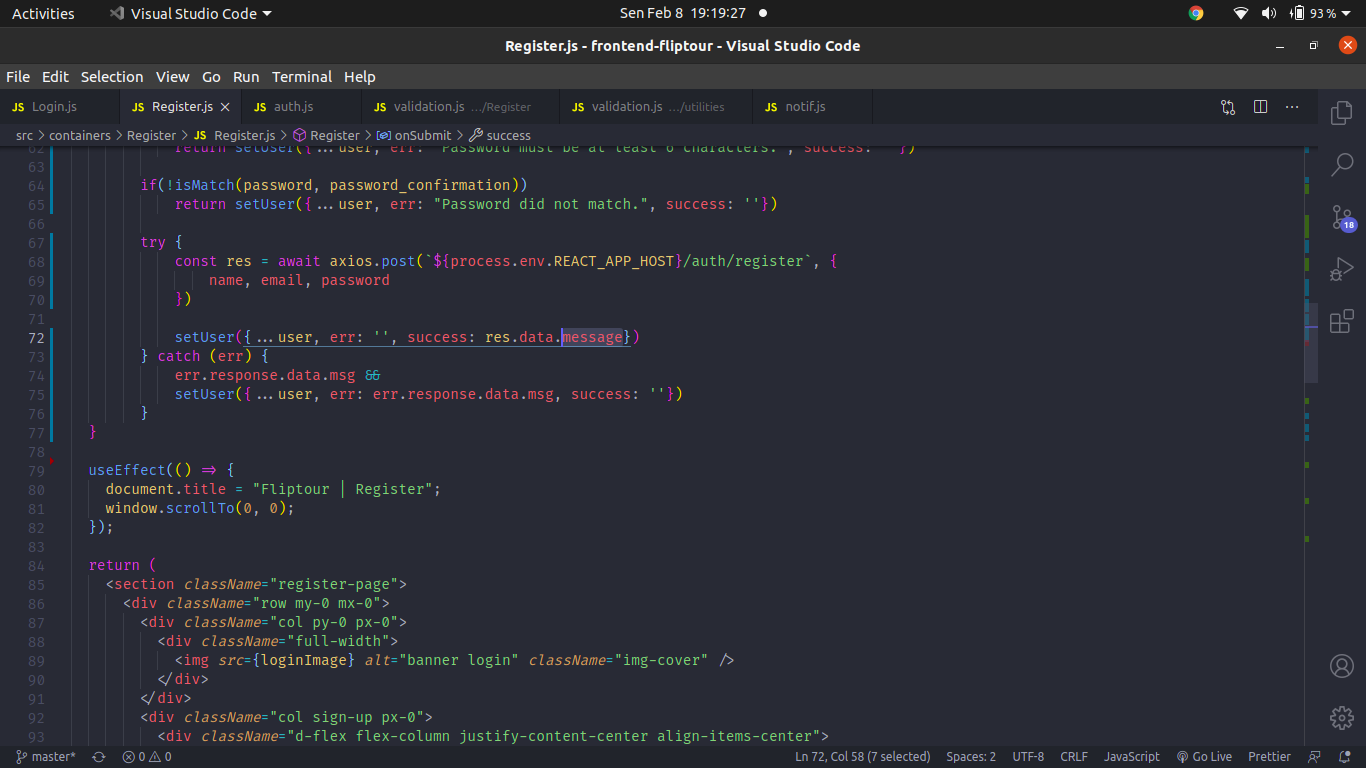 Activities Visual Studio Code Sen Feb 8 19:19:27 93 %
Register.js - frontend-fliptour - Visual Studio Code
File Edit Selection View Go Run Terminal Help
JS Login.js JS Register.js JS auth.js JS validation.js .../Register JS validation.js .../utilities JS notif.js
src > containers > Register > JS Register.js > Register > onSubmit > success
62 return setUser({...user, err: "Password must be at least 6 characters.", success: ''})
63
64 if(!isMatch(password, password_confirmation))
65 return setUser({...user, err: "Password did not match.", success: ''})
66
67 try {
68 const res = await axios.post(`${process.env.REACT_APP_HOST}/auth/register`, {
69 name, email, password
70 })
71
72 setUser({...user, err: '', success: res.data.message})
73 } catch (err) {
74 err.response.data.msg &&
75 setUser({...user, err: err.response.data.msg, success: ''})
76 }
77 }
78
79 useEffect(() => {
80 document.title = "Fliptour | Register";
81 window.scrollTo(0, 0);
82 });
83
84 return (
85 <section className="register-page">
86 <div className="row my-0 mx-0">
87 <div className="col py-0 px-0">
88 <div className="full-width">
89 <img src={loginImage} alt="banner login" className="img-cover" />
90 </div>
91 </div>
92 <div className="col sign-up px-0">
93 <div className="d-flex flex-column justify-content-center align-items-center">
18
master* 0 0 Ln 72, Col 58 (7 selected) Spaces: 2 UTF-8 CRLF JavaScript Go Live Prettier